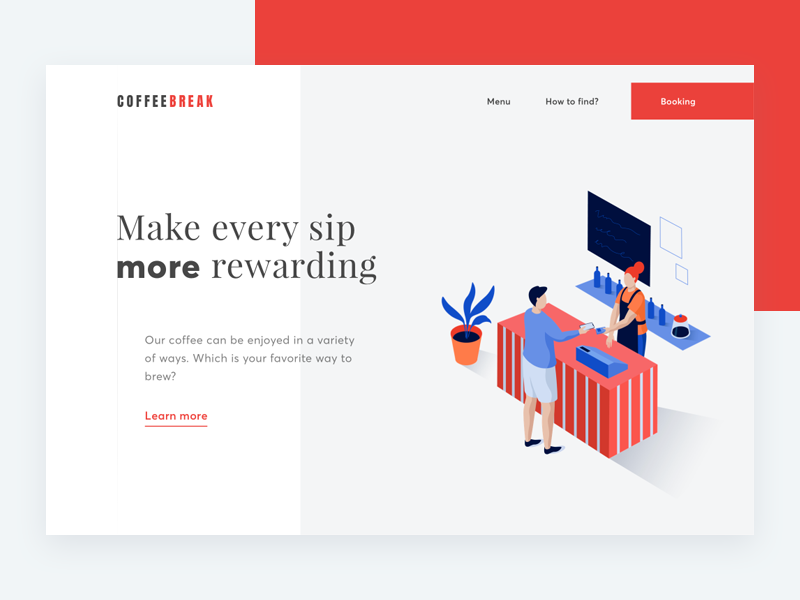 COFFEEBREAK
Menu
How to find?
Booking
Make every sip
more rewarding
Our coffee can be enjoyed in a variety
of ways. Which is your favorite way to
brew?
Learn more